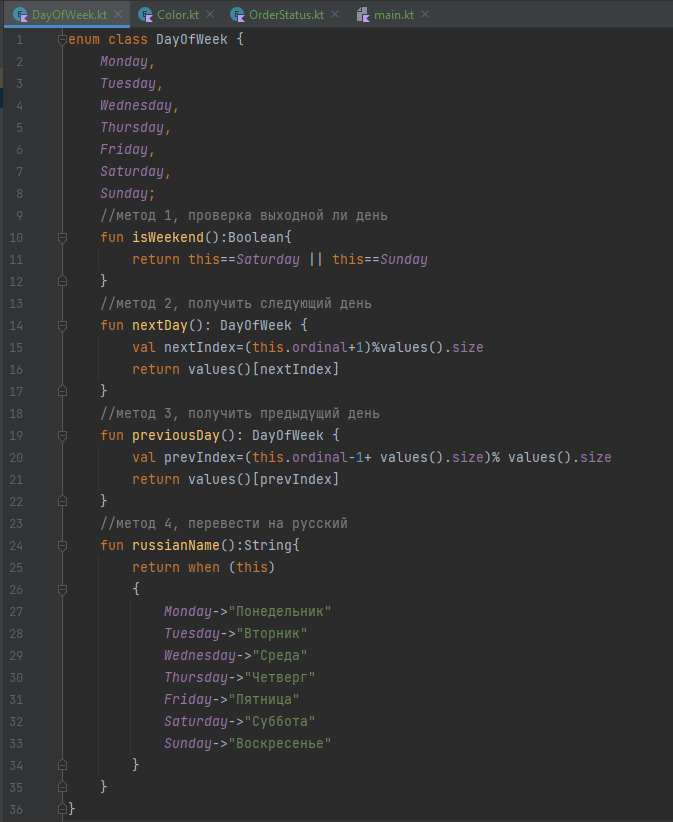 DayOfWeek.kt Color.kt OrderStatus.kt main.kt
1 enum class DayOfWeek {
2 Monday,
3 Tuesday,
4 Wednesday,
5 Thursday,
6 Friday,
7 Saturday,
8 Sunday;
9 //метод 1, проверка выходной ли день
10 fun isWeekend():Boolean{
11 return this==Saturday || this==Sunday
12 }
13 //метод 2, получить следующий день
14 fun nextDay(): DayOfWeek {
15 val nextIndex=(this.ordinal+1)%values().size
16 return values()[nextIndex]
17 }
18 //метод 3, получить предыдущий день
19 fun previousDay(): DayOfWeek {
20 val prevIndex=(this.ordinal-1+ values().size)% values().size
21 return values()[prevIndex]
22 }
23 //метод 4, перевести на русский
24 fun russianName():String{
25 return when (this)
26 {
27 Monday->"Понедельник"
28 Tuesday->"Вторник"
29 Wednesday->"Среда"
30 Thursday->"Четверг"
31 Friday->"Пятница"
32 Saturday->"Суббота"
33 Sunday->"Воскресенье"
34 }
35 }
36 }